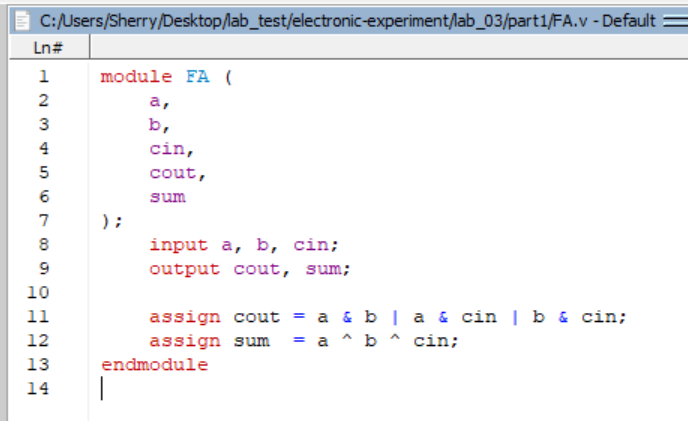 C:/Users/Sherry/Desktop/lab_test/electronic-experiment/lab_03/part1/FA.v - Default
Ln#
1 module FA (
2 a,
3 b,
4 cin,
5 cout,
6 sum
7 );
8 input a, b, cin;
9 output cout, sum;
10
11 assign cout = a & b | a & cin | b & cin;
12 assign sum  = a ^ b ^ cin;
13 endmodule
14